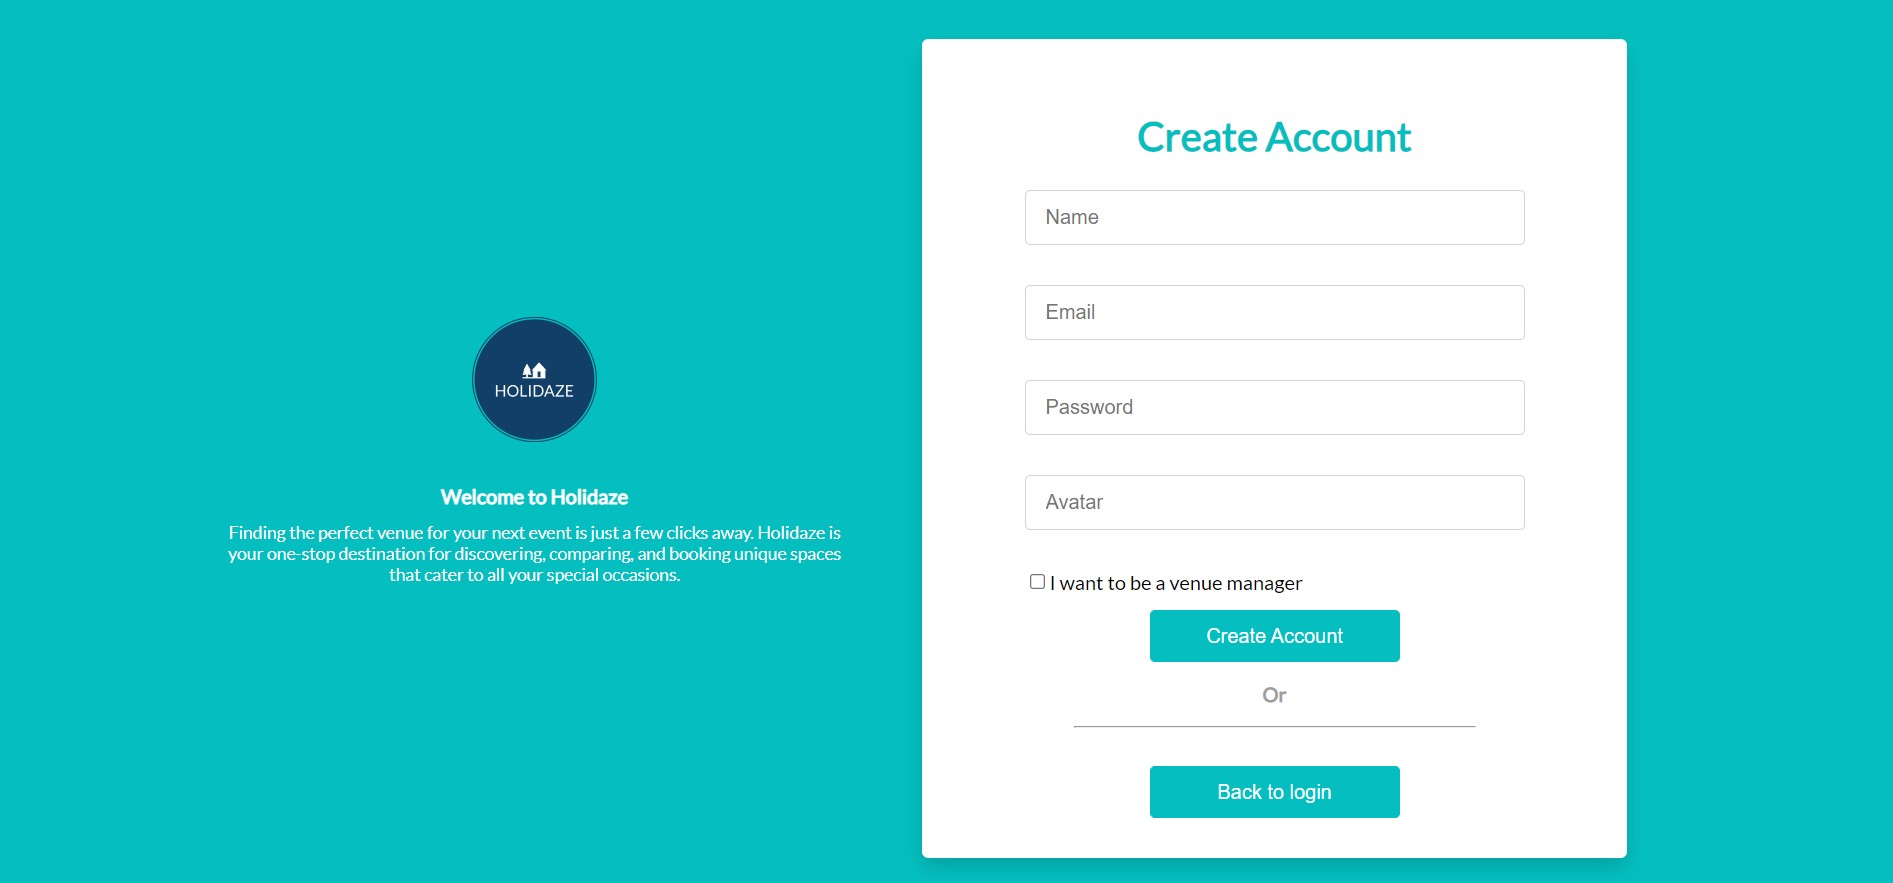 HOLIDAZE
Welcome to Holidaze
Finding the perfect venue for your next event is just a few clicks away. Holidaze is
your one-stop destination for discovering, comparing, and booking unique spaces
that cater to all your special occasions.
Create Account
Name
Email
Password
Avatar
I want to be a venue manager
Create Account
Or
Back to login